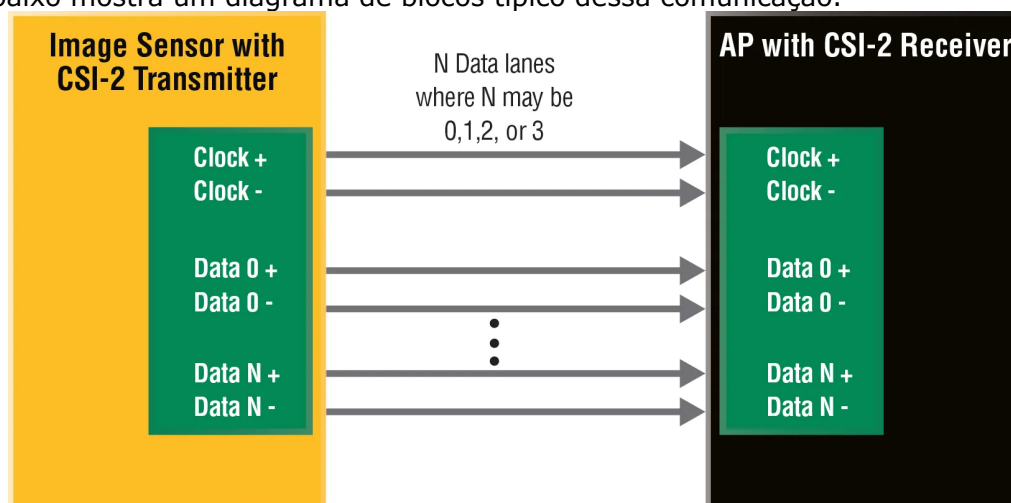 baixo mostra um diagrama de blocos típico dessa comunicação.
Image Sensor with
CSI-2 Transmitter
N Data lanes
where N may be
0,1,2, or 3
AP with CSI-2 Receiver
Clock +
Clock -
Data 0 +
Data 0 -
Data N +
Data N -
Clock +
Clock -
Data 0 +
Data 0 -
Data N +
Data N -